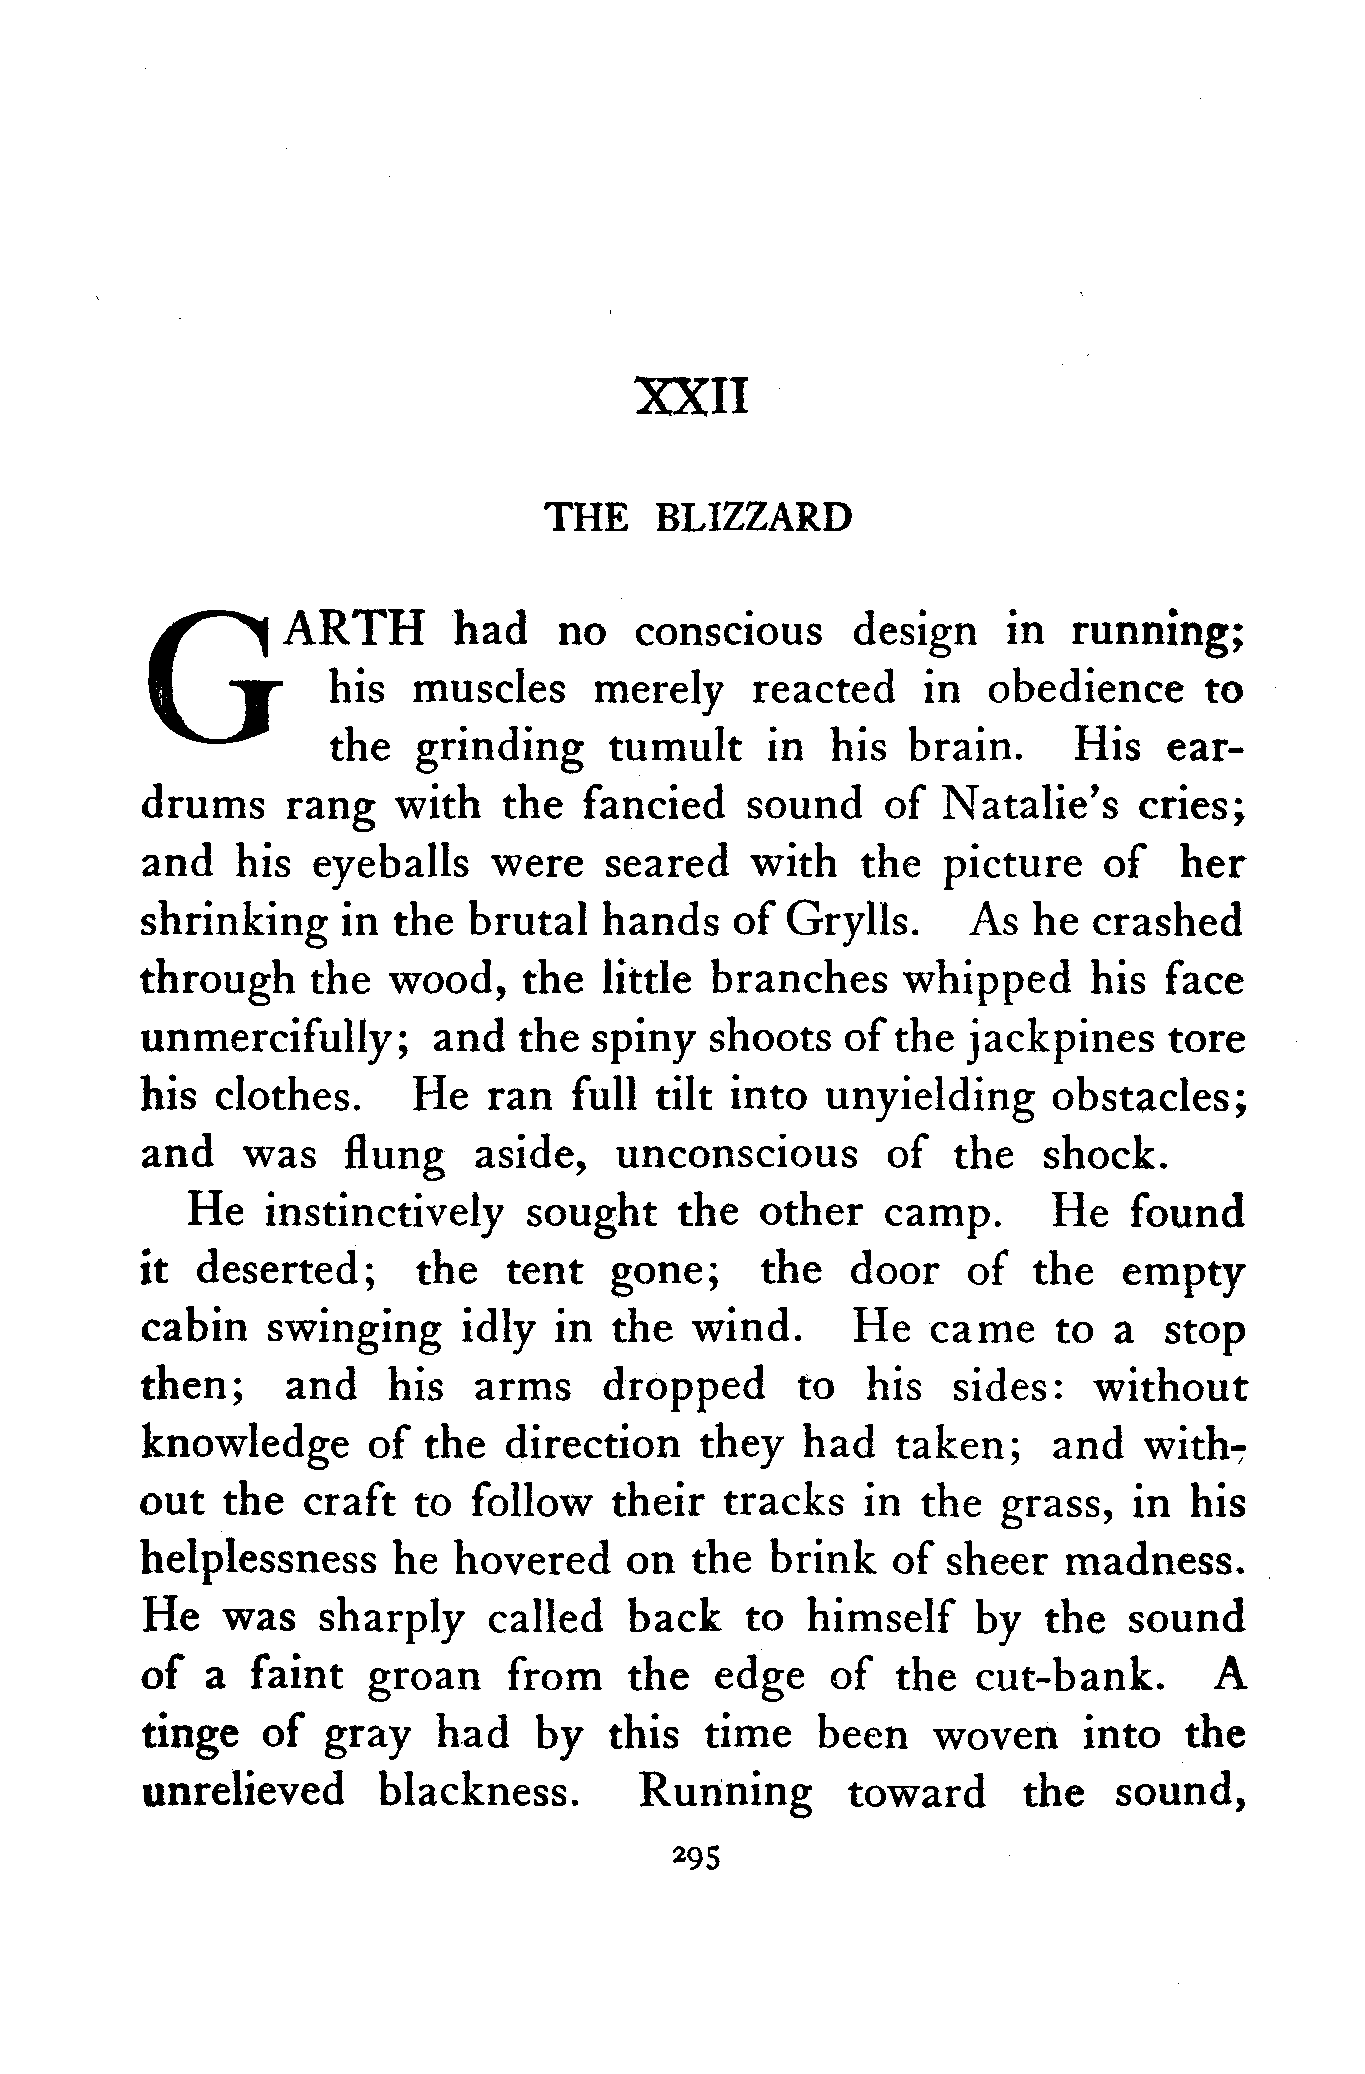 XXII
THE BLIZZARD
GARTH had no conscious design in running;
his muscles merely reacted in obedience to
the grinding tumult in his brain. His ear-
drums rang with the fancied sound of Natalie's cries;
and his eyeballs were seared with the picture of her
shrinking in the brutal hands of Grylls. As he crashed
through the wood, the little branches whipped his face
unmercifully; and the spiny shoots of the jackpines tore
his clothes. He ran full tilt into unyielding obstacles;
and was flung aside, unconscious of the shock.
He instinctively sought the other camp. He found
it deserted; the tent gone; the door of the empty
cabin swinging idly in the wind. He came to a stop
then; and his arms dropped to his sides: without
knowledge of the direction they had taken; and with-
out the craft to follow their tracks in the grass, in his
helplessness he hovered on the brink of sheer madness.
He was sharply called back to himself by the sound
of a faint groan from the edge of the cut-bank. A
tinge of gray had by this time been woven into the
unrelieved blackness. Running toward the sound,
295